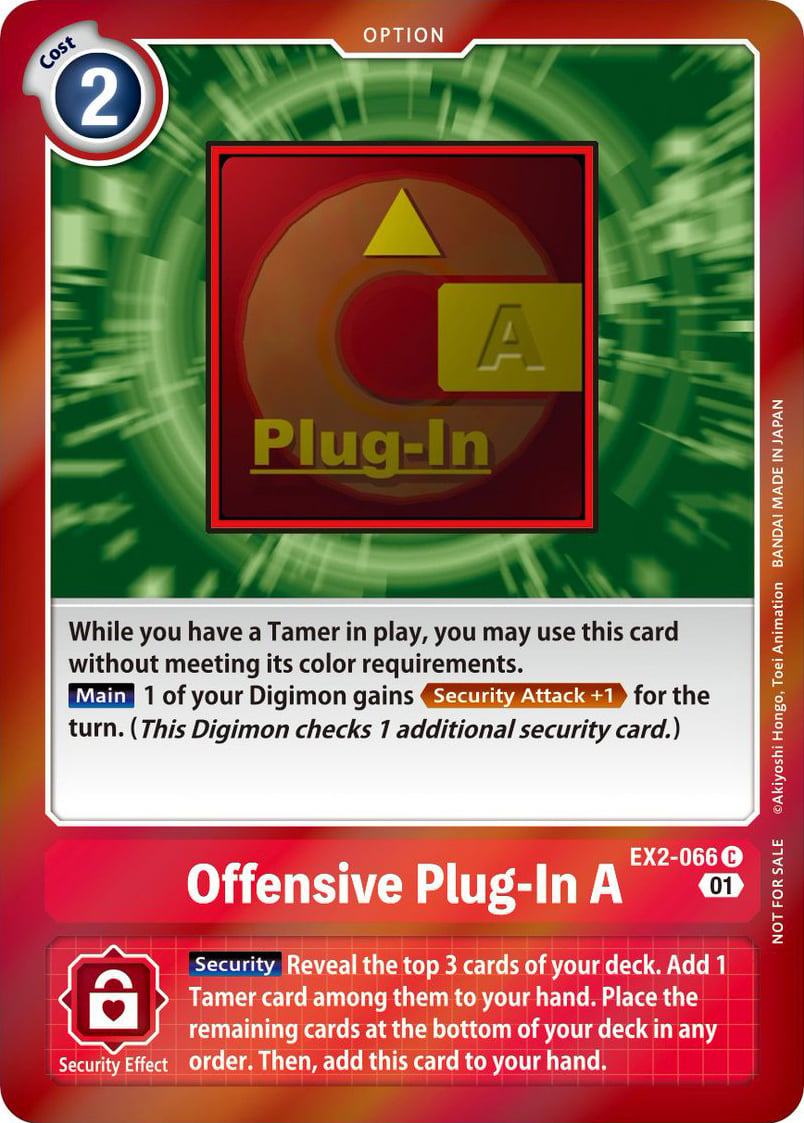 OPTION
Cost
2
A
Plug-In
While you have a Tamer in play, you may use this card
without meeting its color requirements.
Main 1 of your Digimon gains Security Attack +1 for the
turn. (This Digimon checks 1 additional security card.)
©Akiyoshi Hongo, Toei Animation BANDAI MADE IN JAPAN
NOT FOR SALE
EX2-066 C
01
Offensive Plug-In A
Security Reveal the top 3 cards of your deck. Add 1
Tamer card among them to your hand. Place the
remaining cards at the bottom of your deck in any
order. Then, add this card to your hand.
Security Effect